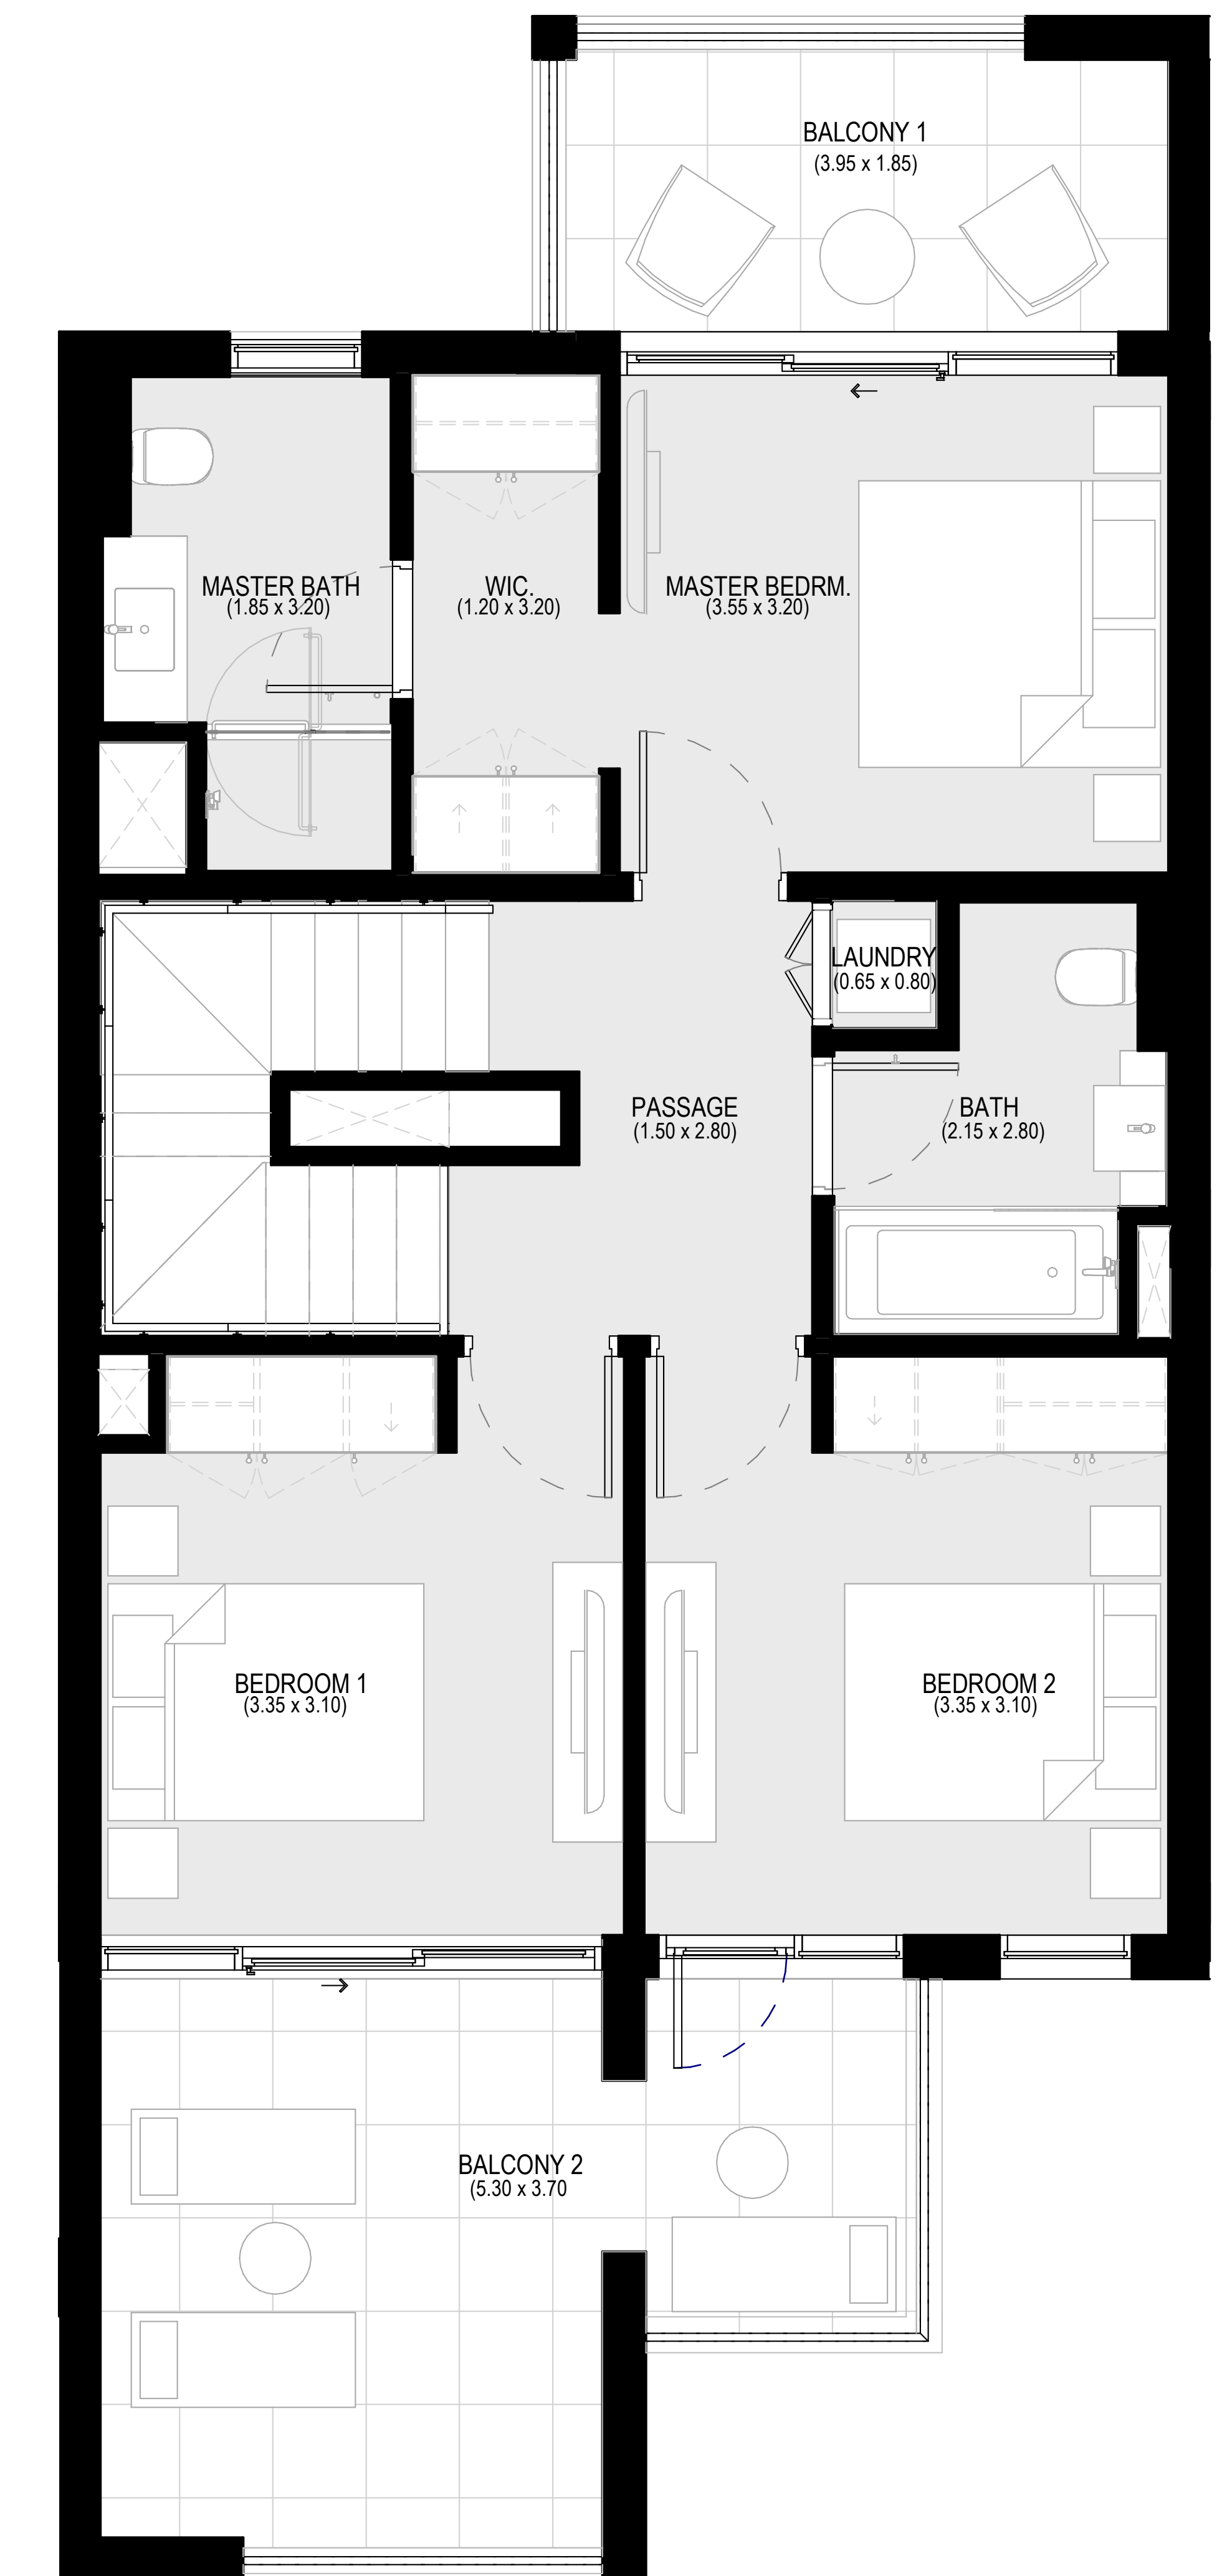 BALCONY 1
(3.95 x 1.85)
MASTER BATH
(1.85 x 3.20)
WIC.
(1.20 x 3.20)
MASTER BEDRM.
(3.55 x 3.20)
LAUNDRY
(0.65 x 0.80)
PASSAGE
(1.50 x 2.80)
BATH
(2.15 x 2.80)
BEDROOM 1
(3.35 x 3.10)
BEDROOM 2
(3.35 x 3.10)
BALCONY 2
(5.30 x 3.70